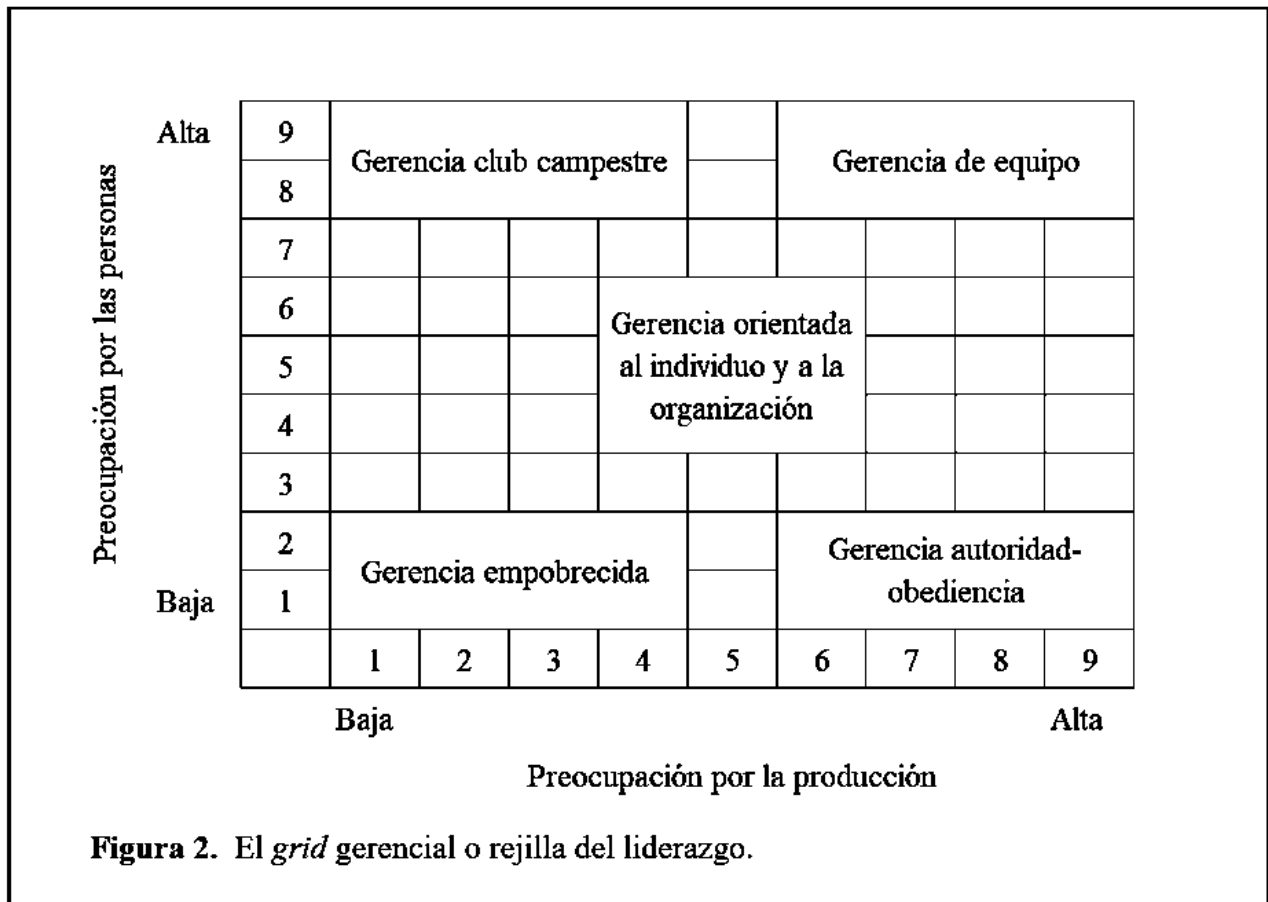 Preocupación por las personas
Alta
9
Gerencia club campestre
Gerencia de equipo
8
7
6
Gerencia orientada
al individuo y a la
organización
5
4
3
2
Gerencia empobrecida
Gerencia autoridad-
obediencia
Baja
1
1 2 3 4 5 6 7 8 9
Baja Alta
Preocupación por la producción
Figura 2. El grid gerencial o rejilla del liderazgo.